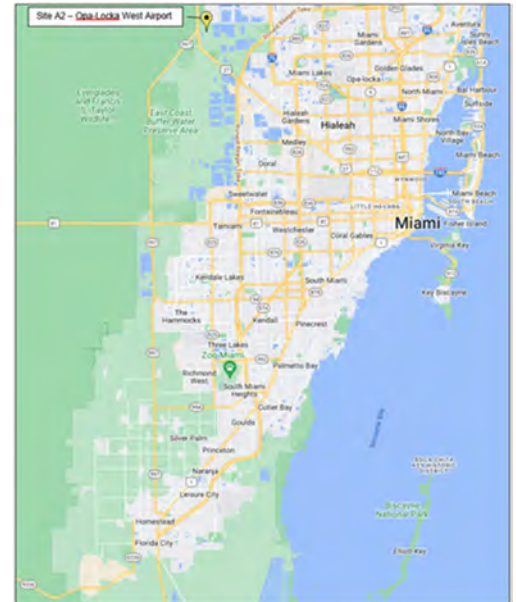 Site A2 – Opa-Locka West Airport
Aventura
Miami Gardens
Sunny Isles Beach
Golden Glades
Miami Lakes
Opa-locka
North Miami
Bal Harbour
Surfside
Everglades and Francis S. Taylor Wildlife
East Coast Buffer Water Preserve Area
Hialeah Gardens
Hialeah
Miami Shores
North Bay Village
Medley
Doral
Miami Beach
WYNWOOD
Sweetwater
Fontainebleau
LITTLE HAVANA
Miami Beach
SOUTH BEACH
Tamiami
Westchester
Coral Gables
Miami
Fisher Island
Virginia Key
Kendale Lakes
South Miami
Key Biscayne
The Hammocks
Kendall
Pinecrest
Three Lakes
Zoo Miami
Richmond West
Palmetto Bay
South Miami Heights
Cutler Bay
Goulds
Silver Palm
Princeton
Naranja
Leisure City
Biscayne Bay
Homestead
Florida City
Biscayne National Park
Elliott Key